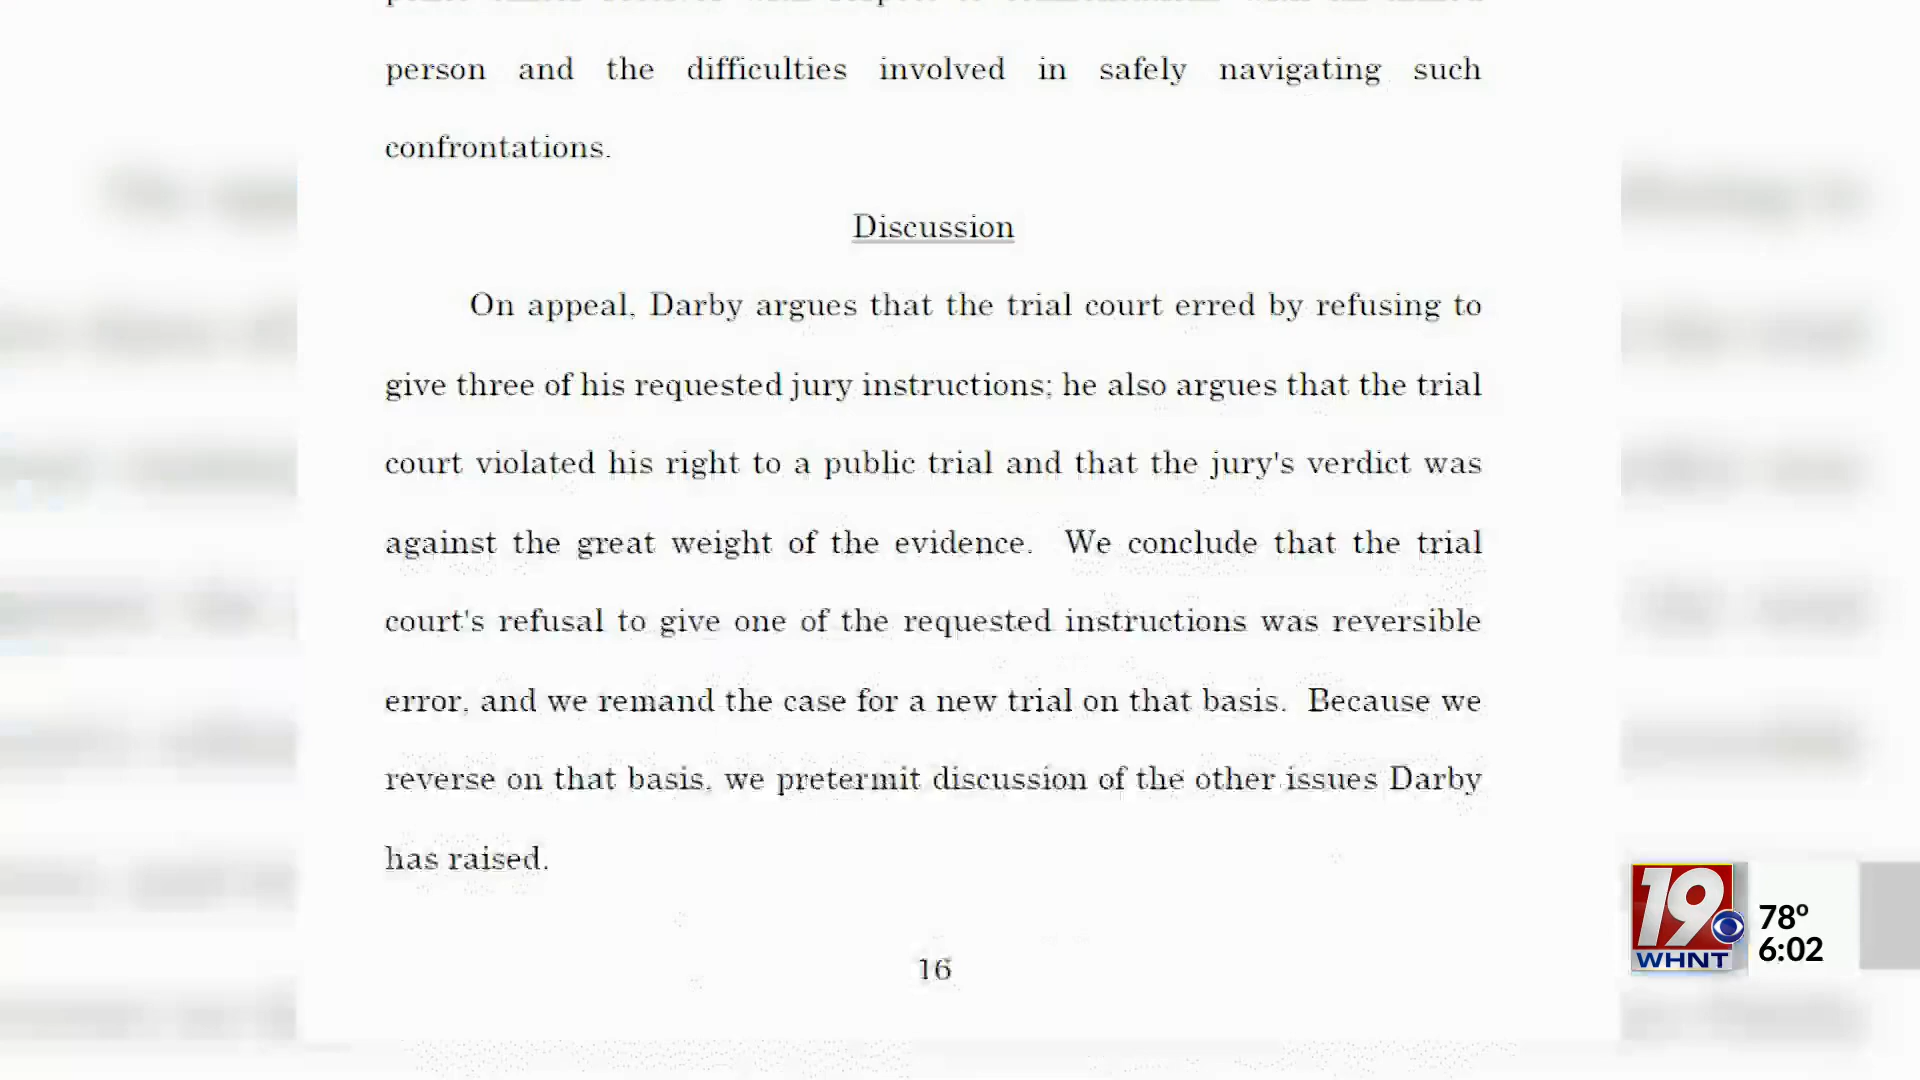 person and the difficulties involved in safely navigating such
confrontations.
Discussion
On appeal, Darby argues that the trial court erred by refusing to
give three of his requested jury instructions; he also argues that the trial
court violated his right to a public trial and that the jury's verdict was
against the great weight of the evidence. We conclude that the trial
court's refusal to give one of the requested instructions was reversible
error, and we remand the case for a new trial on that basis. Because we
reverse on that basis, we pretermit discussion of the other issues Darby
has raised.
16
19
WHNT
78º
6:02